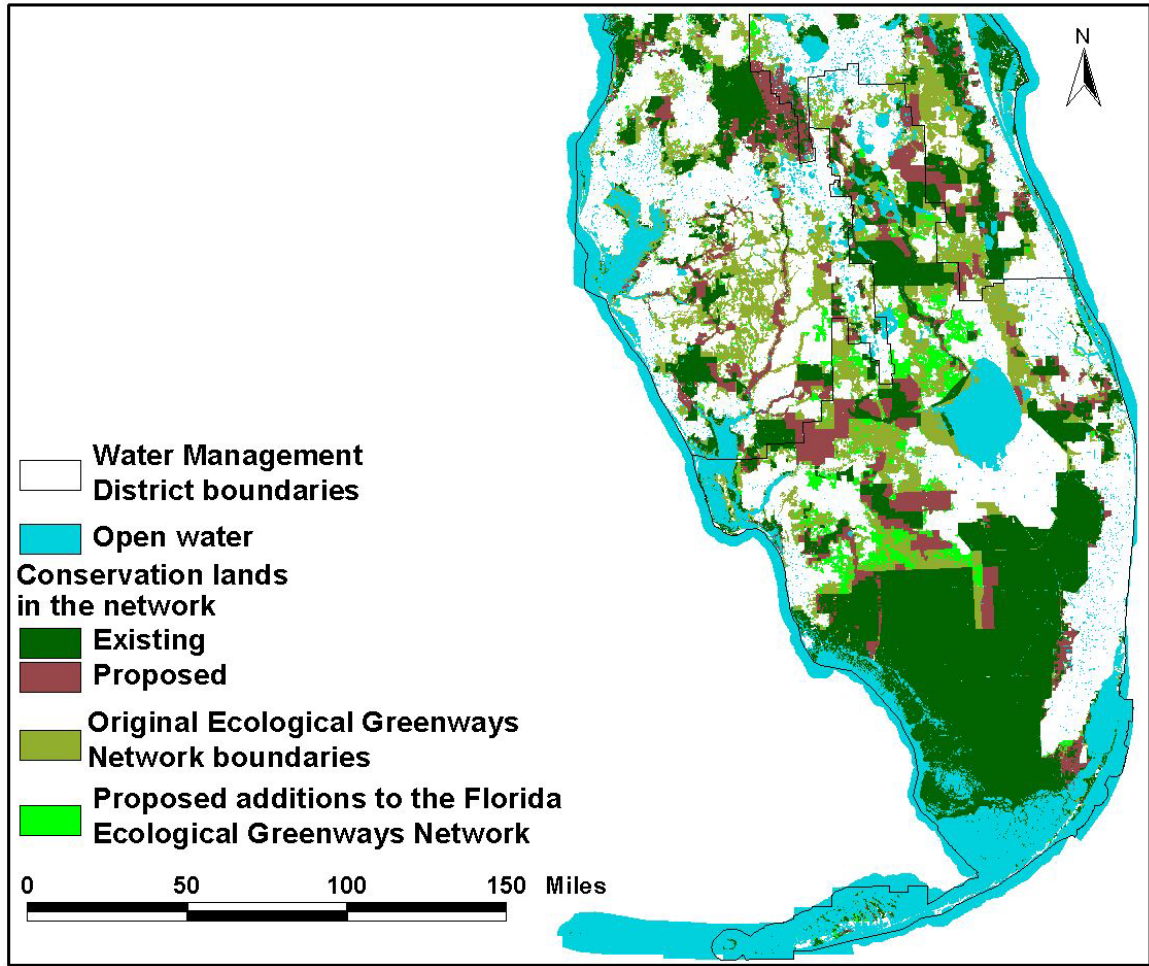 N
Water Management
District boundaries
Open water
Conservation lands
in the network
Existing
Proposed
Original Ecological Greenways
Network boundaries
Proposed additions to the Florida
Ecological Greenways Network
0 50 100 150 Miles